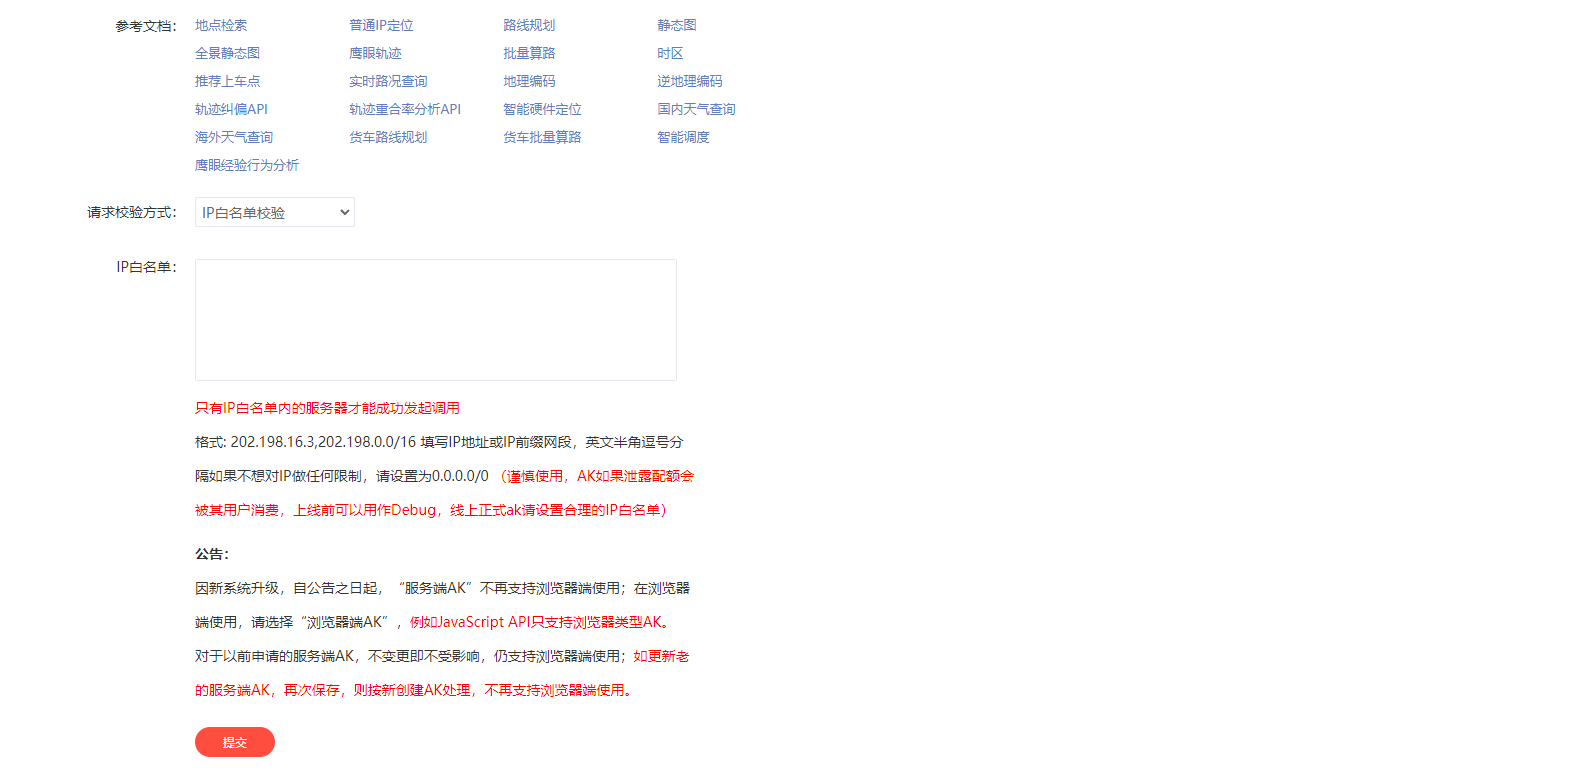 参考文档： 地点检索 普通IP定位 路线规划 静态图
全景静态图 鹰眼轨迹 批量算路 时区
推荐上车点 实时路况查询 地理编码 逆地理编码
轨迹纠偏API 轨迹重合率分析API 智能硬件定位 国内天气查询
海外天气查询 货车路线规划 货车批量算路 智能调度
鹰眼经验行为分析
请求校验方式： IP白名单校验
IP白名单：
只有IP白名单内的服务器才能成功发起调用
格式: 202.198.16.3,202.198.0.0/16 填写IP地址或IP前缀网段，英文半角逗号分
隔如果不想对IP做任何限制，请设置为0.0.0.0/0 （谨慎使用，AK如果泄露配额会
被其用户消费，上线前可以用作Debug，线上正式ak请设置合理的IP白名单）
公告：
因新系统升级，自公告之日起，“服务端AK”不再支持浏览器端使用；在浏览器
端使用，请选择“浏览器端AK”，例如JavaScript API只支持浏览器类型AK。
对于以前申请的服务端AK，不变更即不受影响，仍支持浏览器端使用；如更新老
的服务端AK，再次保存，则按新创建AK处理，不再支持浏览器端使用。
提交